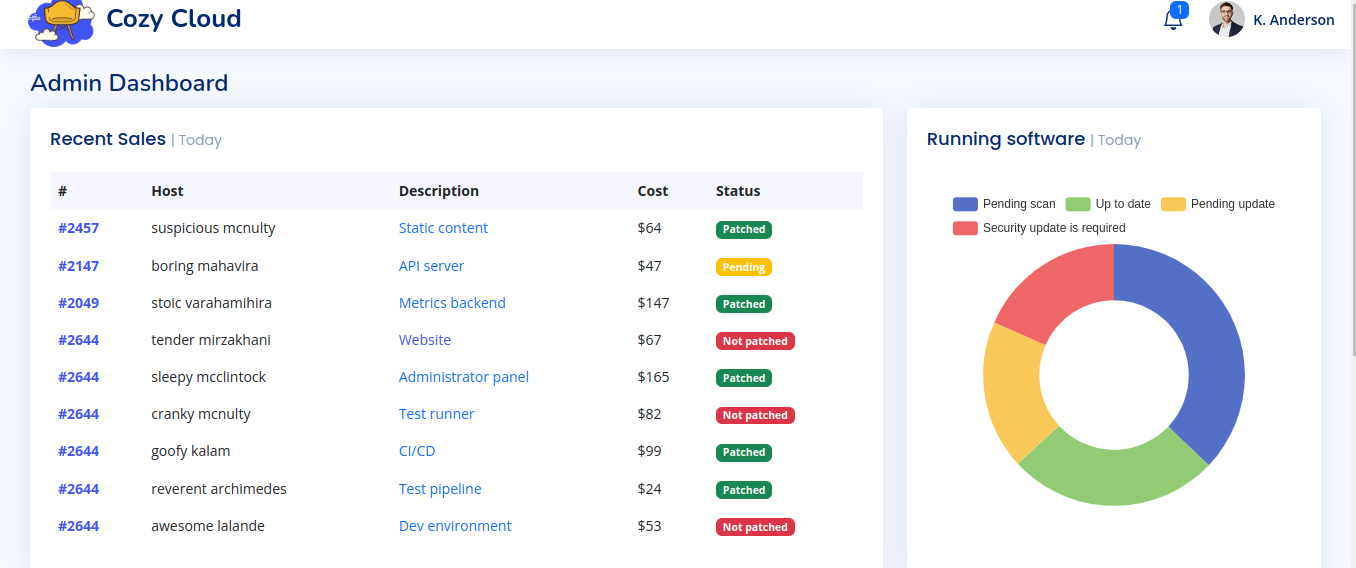 Cozy Cloud
1
K. Anderson
Admin Dashboard
Recent Sales | Today
# Host Description Cost Status
#2457 suspicious mcnulty Static content $64 Patched
#2147 boring mahavira API server $47 Pending
#2049 stoic varahamihira Metrics backend $147 Patched
#2644 tender mirzakhani Website $67 Not patched
#2644 sleepy mcclintock Administrator panel $165 Patched
#2644 cranky mcnulty Test runner $82 Not patched
#2644 goofy kalam CI/CD $99 Patched
#2644 reverent archimedes Test pipeline $24 Patched
#2644 awesome lalande Dev environment $53 Not patched
Running software | Today
Pending scan Up to date Pending update
Security update is required